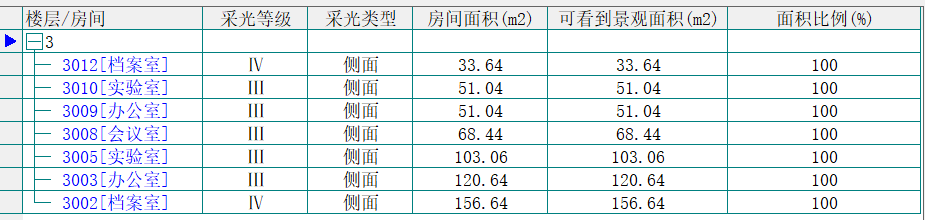 楼层/房间 采光等级 采光类型 房间面积(m2) 可看到景观面积(m2) 面积比例(%)
3
3012[档案室] Ⅳ 侧面 33.64 33.64 100
3010[实验室] Ⅲ 侧面 51.04 51.04 100
3009[办公室] Ⅲ 侧面 51.04 51.04 100
3008[会议室] Ⅲ 侧面 68.44 68.44 100
3005[实验室] Ⅲ 侧面 103.06 103.06 100
3003[办公室] Ⅲ 侧面 120.64 120.64 100
3002[档案室] Ⅳ 侧面 156.64 156.64 100